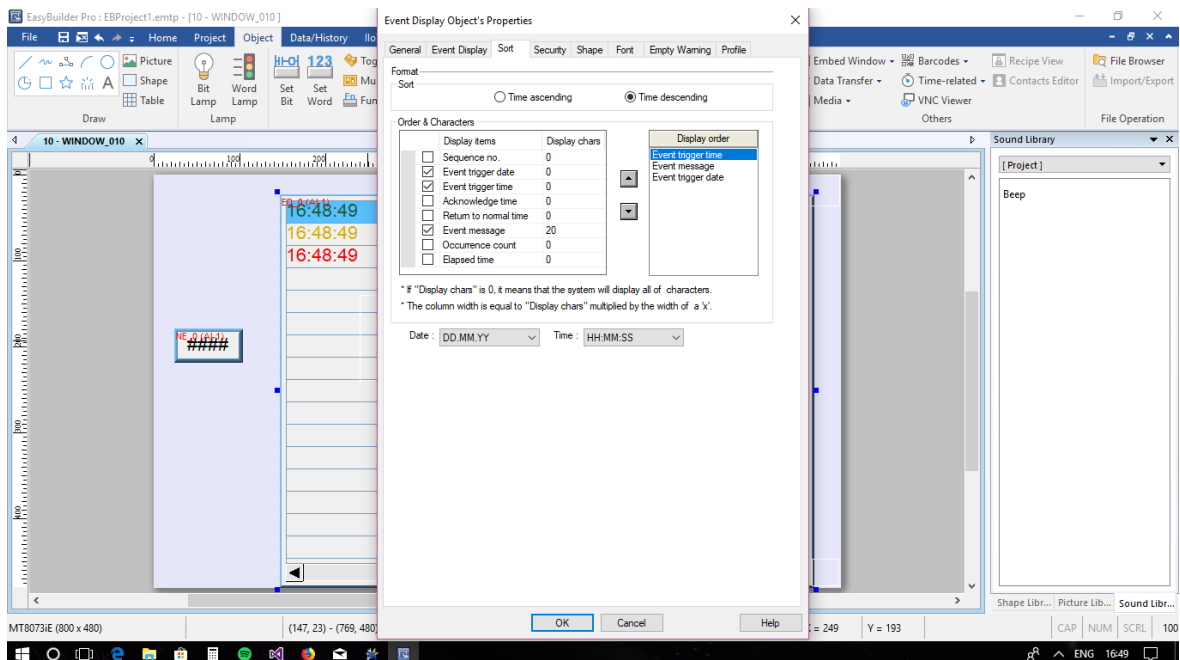 EasyBuilder Pro : EBProject1.emtp - [10 - WINDOW_010 ]
File Home Project Object Data/History
Picture
Shape
Table
Draw
Bit Lamp
Word Lamp
Lamp
Set Bit
123
Set Word
Embed Window
Data Transfer
Media
Barcodes
Time-related
VNC Viewer
Others
Recipe View
Contacts Editor
File Browser
Import/Export
File Operation
10 - WINDOW_010
0 100 200
16:48:49
16:48:49
16:48:49
####
Event Display Object's Properties
General Event Display Sort Security Shape Font Empty Warning Profile
Format
Sort
Time ascending Time descending
Order & Characters
Display items Display chars
Sequence no. 0
Event trigger date 0
Event trigger time 0
Acknowledge time 0
Return to normal time 0
Event message 20
Occurrence count 0
Elapsed time 0
Display order
Event trigger time
Event message
Event trigger date
* If "Display chars" is 0, it means that the system will display all of characters.
* The column width is equal to "Display chars" multiplied by the width of a 'x'.
Date : DD.MM.YY Time : HH:MM:SS
OK Cancel Help
Sound Library
[ Project ]
Beep
Shape Libr... Picture Lib... Sound Libr...
MT8073iE (800 x 480) (147, 23) - (769, 480) = 249 Y = 193 CAP NUM SCRL 100
ENG 16:49